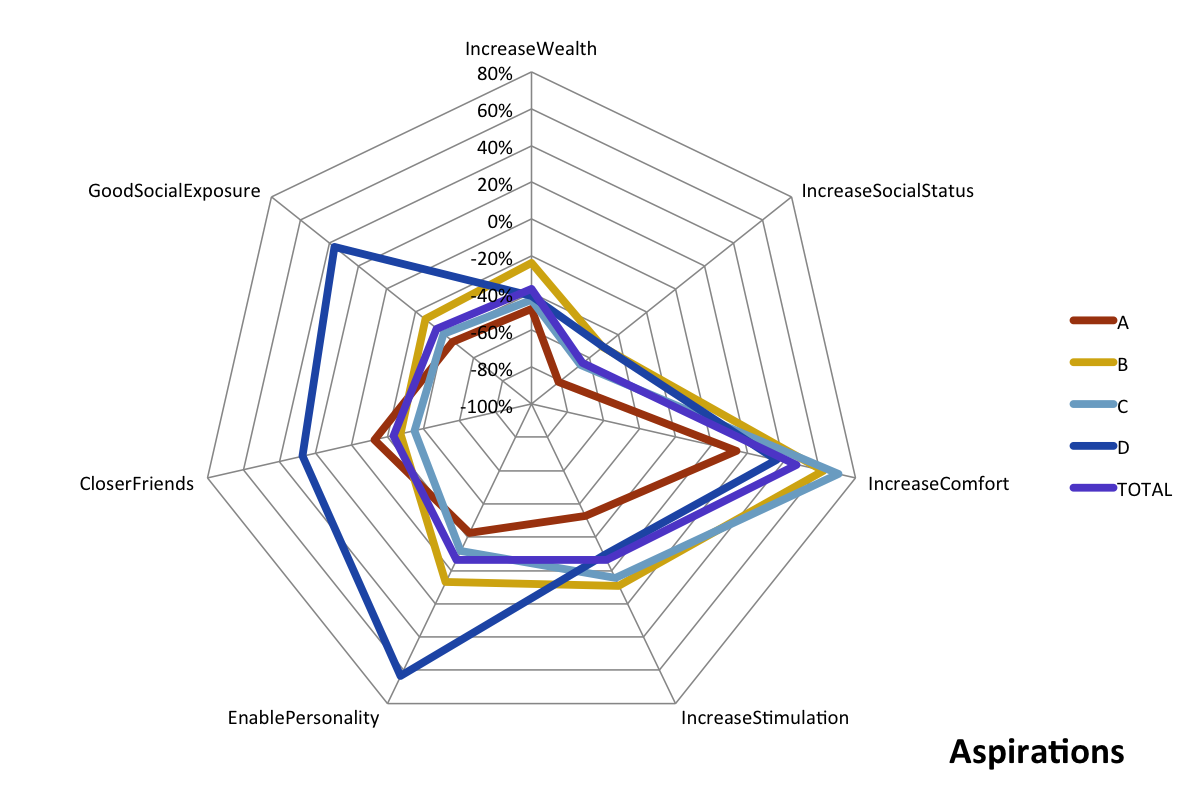 IncreaseWealth
80%
60%
40%
20%
0%
-20%
-40%
-60%
-80%
-100%
GoodSocialExposure
IncreaseSocialStatus
CloserFriends
IncreaseComfort
EnablePersonality
IncreaseStimulation
A
B
C
D
TOTAL
Aspirations